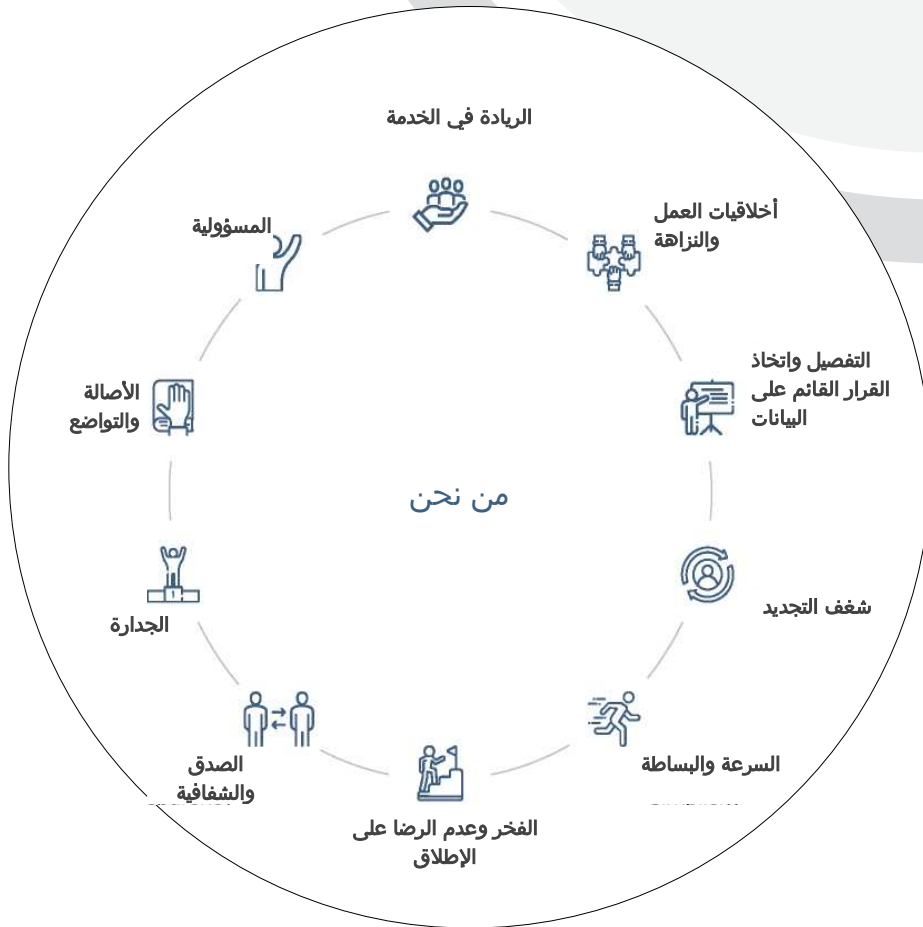 الريادة في الخدمة
أخلاقيات العمل
والنزاهة
المسؤولية
التفصيل واتخاذ
القرار القائم على
البيانات
الأصالة
والتواضع
من نحن
شغف التجديد
الجدارة
السرعة والبساطة
الصدق
والشفافية
الفخر وعدم الرضا على
الإطلاق